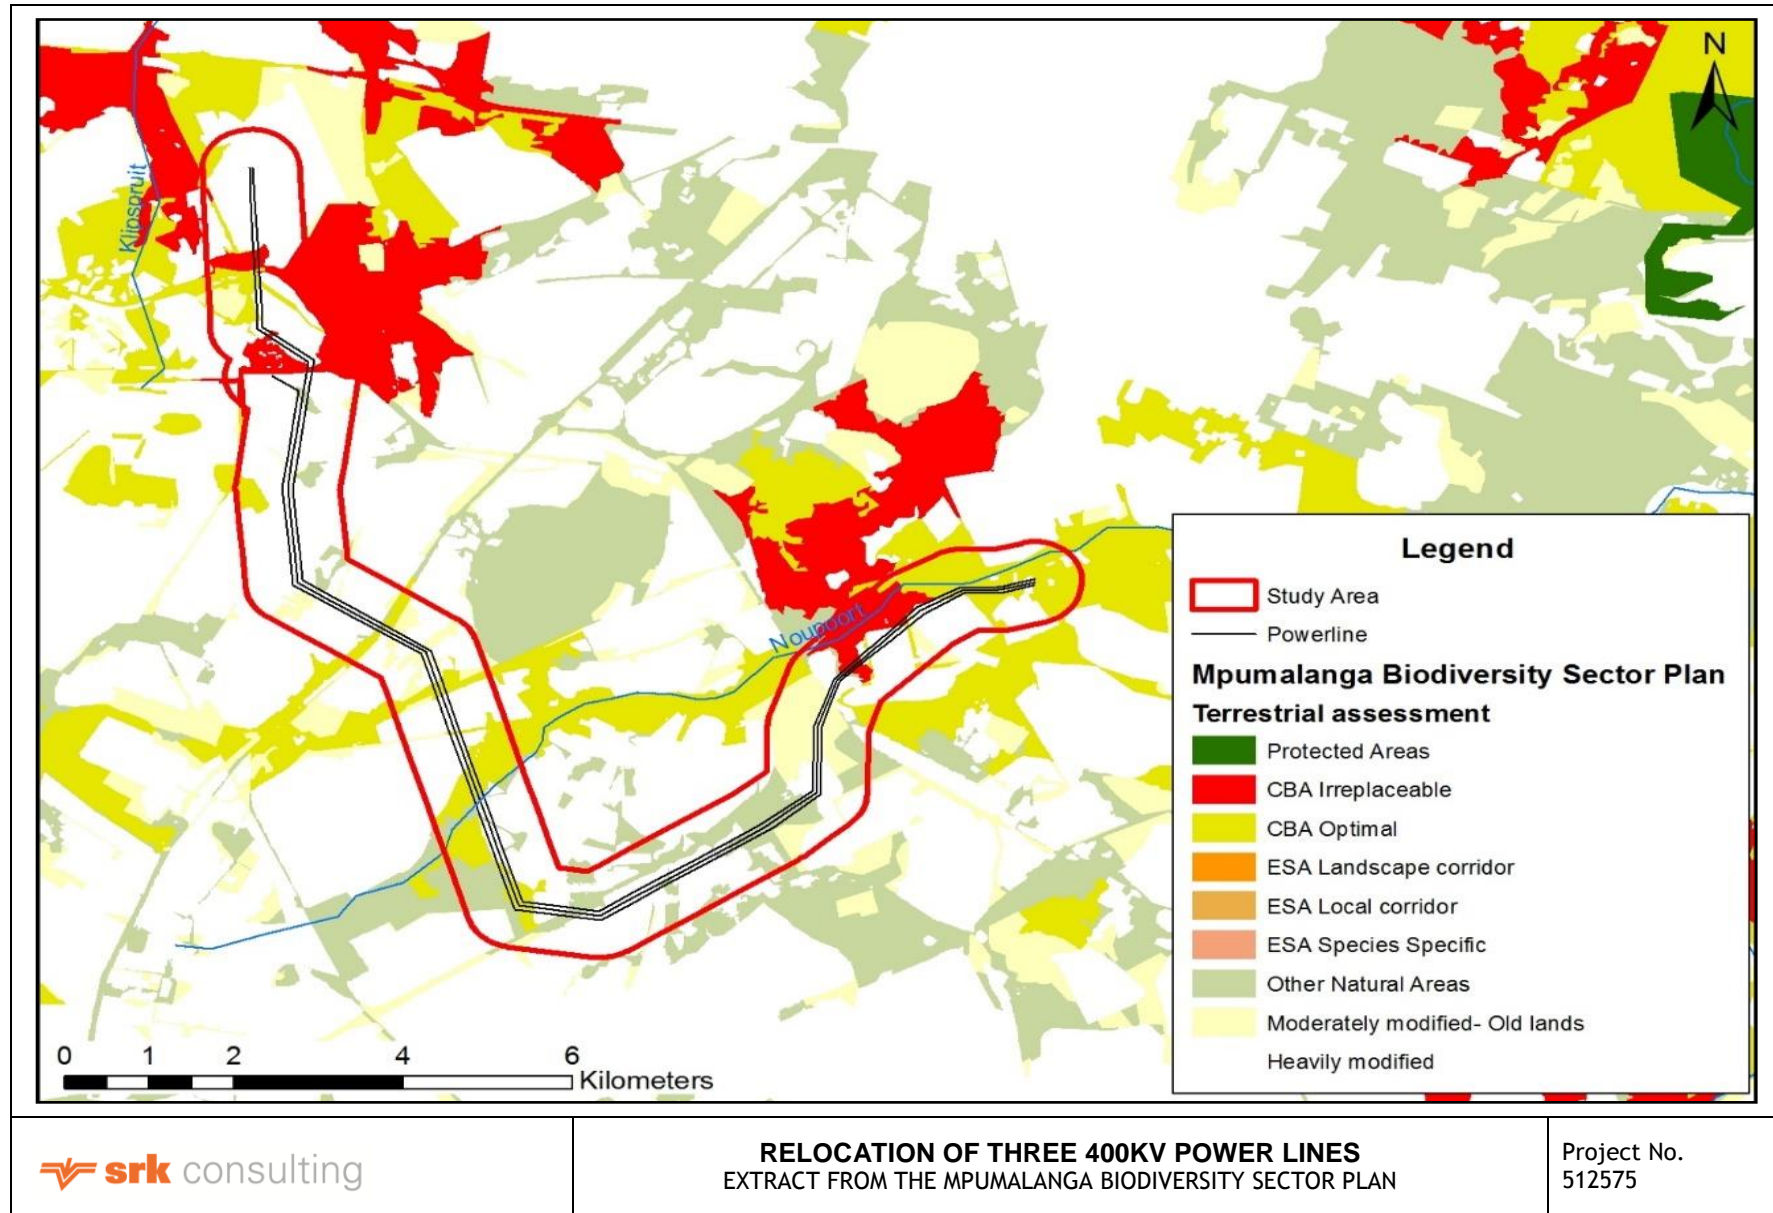 N
Klipspruit
Noupoort
Legend
Study Area
Powerline
Mpumalanga Biodiversity Sector Plan
Terrestrial assessment
Protected Areas
CBA Irreplaceable
CBA Optimal
ESA Landscape corridor
ESA Local corridor
ESA Species Specific
Other Natural Areas
Moderately modified- Old lands
Heavily modified
0 1 2 4 6
Kilometers
srk consulting
RELOCATION OF THREE 400KV POWER LINES
EXTRACT FROM THE MPUMALANGA BIODIVERSITY SECTOR PLAN
Project No.
512575